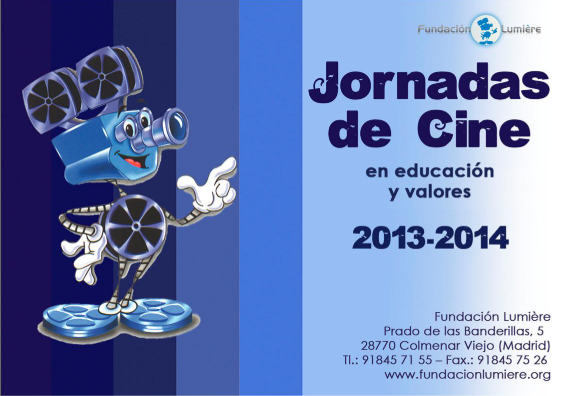 Fundación Lumière
Jornadas
de Cine
en educación
y valores
2013-2014
Fundación Lumière
Prado de las Banderillas, 5
28770 Colmenar Viejo (Madrid)
Tl.: 91845 71 55 – Fax.: 91845 75 26
www.fundacionlumiere.org